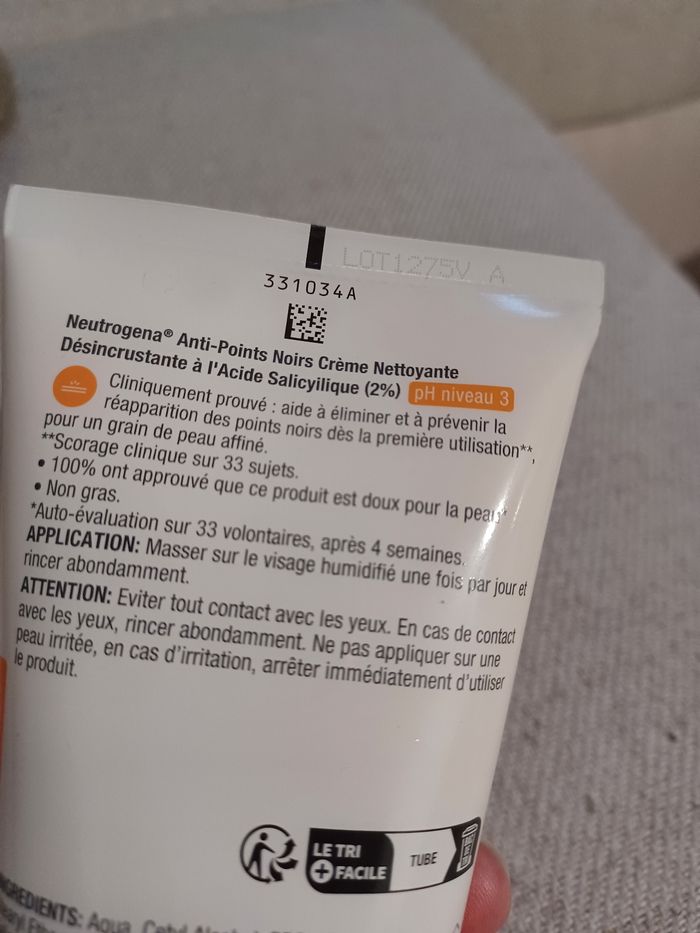 LOT1275V A
331034A
Neutrogena® Anti-Points Noirs Crème Nettoyante
Désincrustante à l'Acide Salicyilique (2%) pH niveau 3
Cliniquement prouvé : aide à éliminer et à prévenir la
réapparition des points noirs dès la première utilisation**,
pour un grain de peau affiné.
**Scorage clinique sur 33 sujets.
• 100% ont approuvé que ce produit est doux pour la peau*
• Non gras.
*Auto-évaluation sur 33 volontaires, après 4 semaines.
APPLICATION: Masser sur le visage humidifié une fois par jour et
rincer abondamment.
ATTENTION: Eviter tout contact avec les yeux. En cas de contact
avec les yeux, rincer abondamment. Ne pas appliquer sur une
peau irritée, en cas d'irritation, arrêter immédiatement d'utiliser
le produit.
LE TRI
+ FACILE
TUBE
INGREDIENTS: Aqua, Cetyl